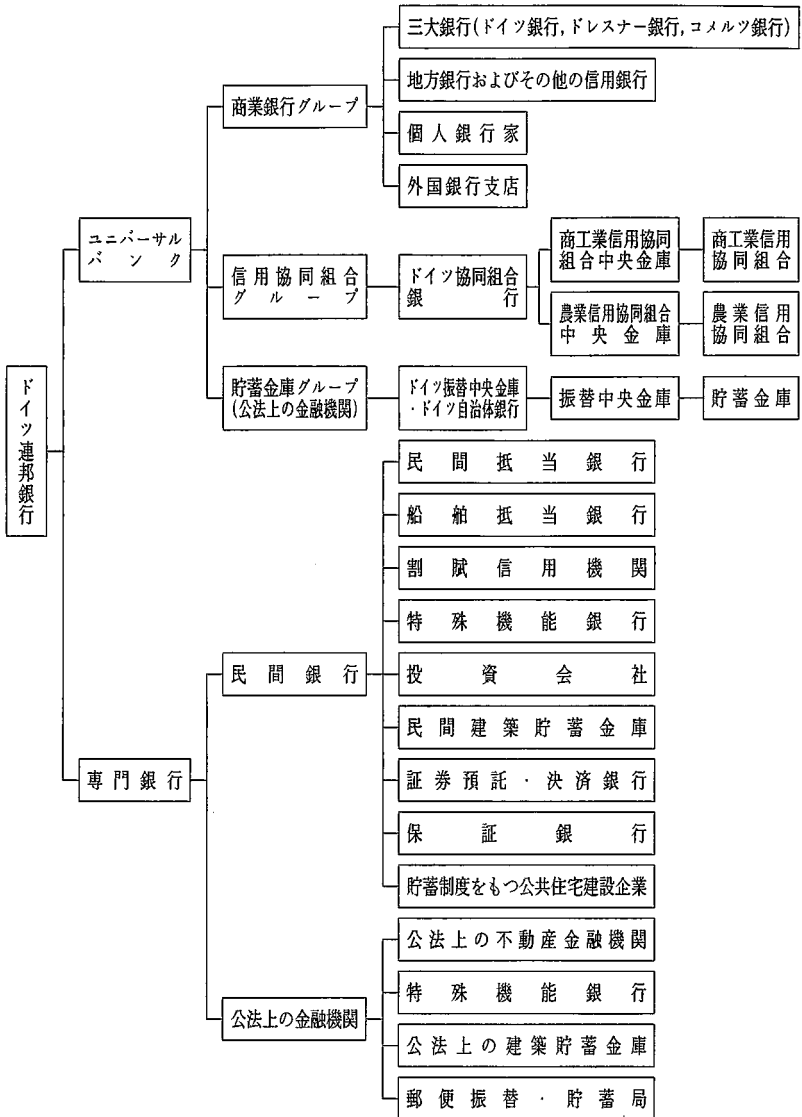 三大銀行(ドイツ銀行,ドレスナー銀行,コメルツ銀行)
地方銀行およびその他の信用銀行
商業銀行グループ
個人銀行家
外国銀行支店
ユニバーサル
バンク
信用協同組合
グループ
ドイツ協同組合
銀行
商工業信用協同
組合中央金庫
商工業信用
協同組合
農業信用協同組合
中央金庫
農業信用
協同組合
貯蓄金庫グループ
(公法上の金融機関)
ドイツ振替中央金庫
・ドイツ自治体銀行
振替中央金庫
貯蓄金庫
ドイツ連邦銀行
専門銀行
民間銀行
民間抵当銀行
船舶抵当銀行
割賦信用機関
特殊機能銀行
投資会社
民間建築貯蓄金庫
証券預託・決済銀行
保証銀行
貯蓄制度をもつ公共住宅建設企業
公法上の金融機関
公法上の不動産金融機関
特殊機能銀行
公法上の建築貯蓄金庫
郵便振替・貯蓄局